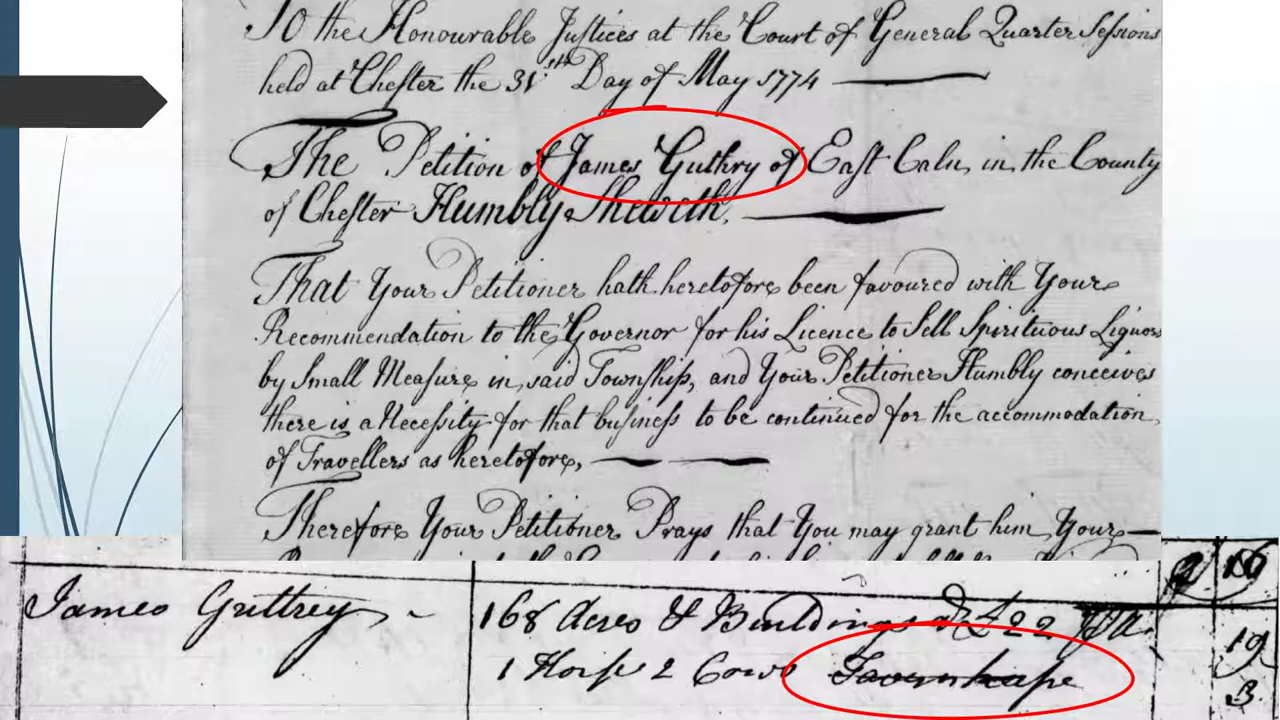 To the Honourable Justices at the Court of General Quarter Sessions
held at Chester the 31st Day of May 1774
The Petition of James Guthry of East Caln in the County
of Chester Humbly Sheweth.
That Your Petitioner hath heretofore been favoured with Your
Recommendation to the Governor for his Licence to Sell Spirituous Liquors
by Small Measure in said Township, and Your Petitioner Humbly conceives
there is a Necessity for that business to be continued for the accommodation
of Travellers as heretofore,
Therefore Your Petitioner Prays that You may grant him Your
James Guttrey
168 Acres & Buildings @ £22
1 Horse 2 Cows
19
3